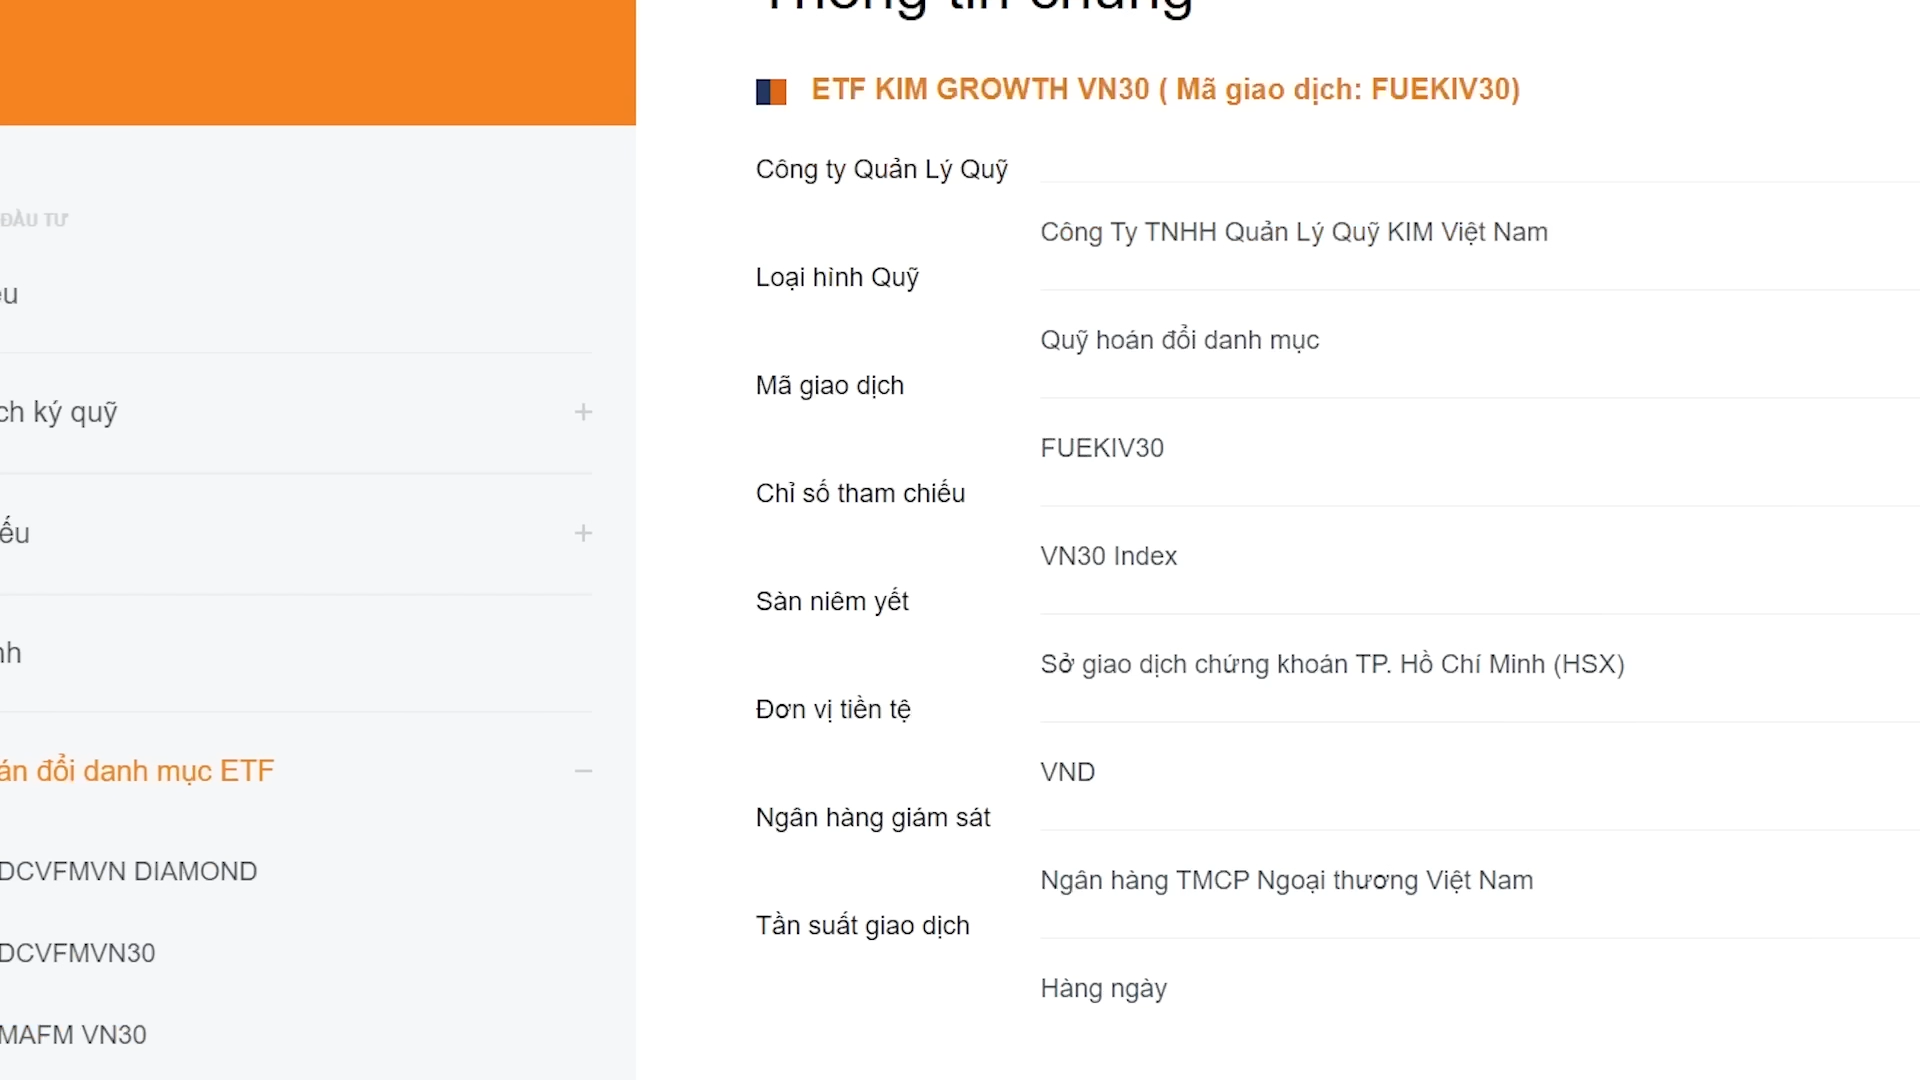 Thông tin chung
ETF KIM GROWTH VN30 ( Mã giao dịch: FUEKIV30)
Công ty Quản Lý Quỹ
Công Ty TNHH Quản Lý Quỹ KIM Việt Nam
Loại hình Quỹ
Quỹ hoán đổi danh mục
Mã giao dịch
FUEKIV30
Chỉ số tham chiếu
VN30 Index
Sàn niêm yết
Sở giao dịch chứng khoán TP. Hồ Chí Minh (HSX)
Đơn vị tiền tệ
VND
Ngân hàng giám sát
Ngân hàng TMCP Ngoại thương Việt Nam
Tần suất giao dịch
Hàng ngày
ĐẦU TƯ
ký quỹ
đổi danh mục ETF
DCVFMVN DIAMOND
DCVFMVN30
MAFM VN30